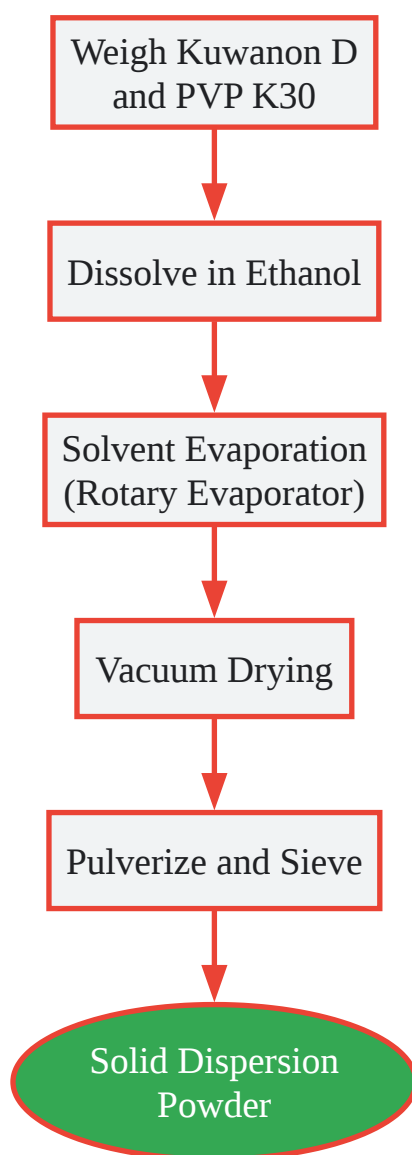 Weigh Kuwanon D
and PVP K30
Dissolve in Ethanol
Solvent Evaporation
(Rotary Evaporator)
Vacuum Drying
Pulverize and Sieve
Solid Dispersion
Powder